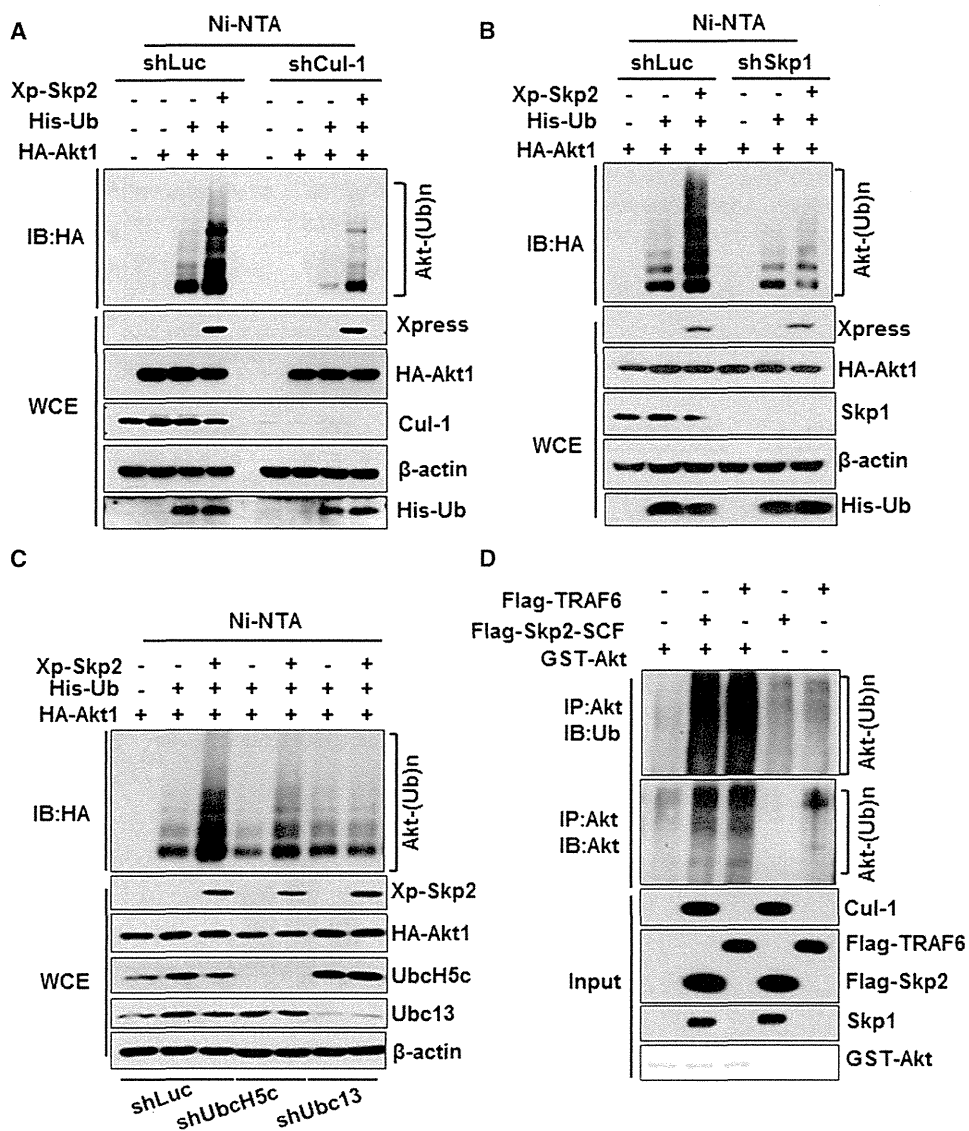 A
Ni-NTA
shLuc shCul-1
Xp-Skp2 - - - + - - - +
His-Ub - - + + - - + +
HA-Akt1 - + + + - + + +
IB:HA
Akt-(Ub)n
WCE
Xpress
HA-Akt1
Cul-1
β-actin
His-Ub
B
Ni-NTA
shLuc shSkp1
Xp-Skp2 - - + - - +
His-Ub - + + - + +
HA-Akt1 + + + + + +
IB:HA
Akt-(Ub)n
WCE
Xpress
HA-Akt1
Skp1
β-actin
His-Ub
C
Ni-NTA
Xp-Skp2 - - + - + - +
His-Ub - + + + + + +
HA-Akt1 + + + + + + +
IB:HA
Akt-(Ub)n
WCE
Xp-Skp2
HA-Akt1
UbcH5c
Ubc13
β-actin
shLuc shUbcH5c shUbc13
D
Flag-TRAF6 - - + - +
Flag-Skp2-SCF - + - + -
GST-Akt + + + - -
IP:Akt
IB:Ub
Akt-(Ub)n
IP:Akt
IB:Akt
Akt-(Ub)n
Input
Cul-1
Flag-TRAF6
Flag-Skp2
Skp1
GST-Akt